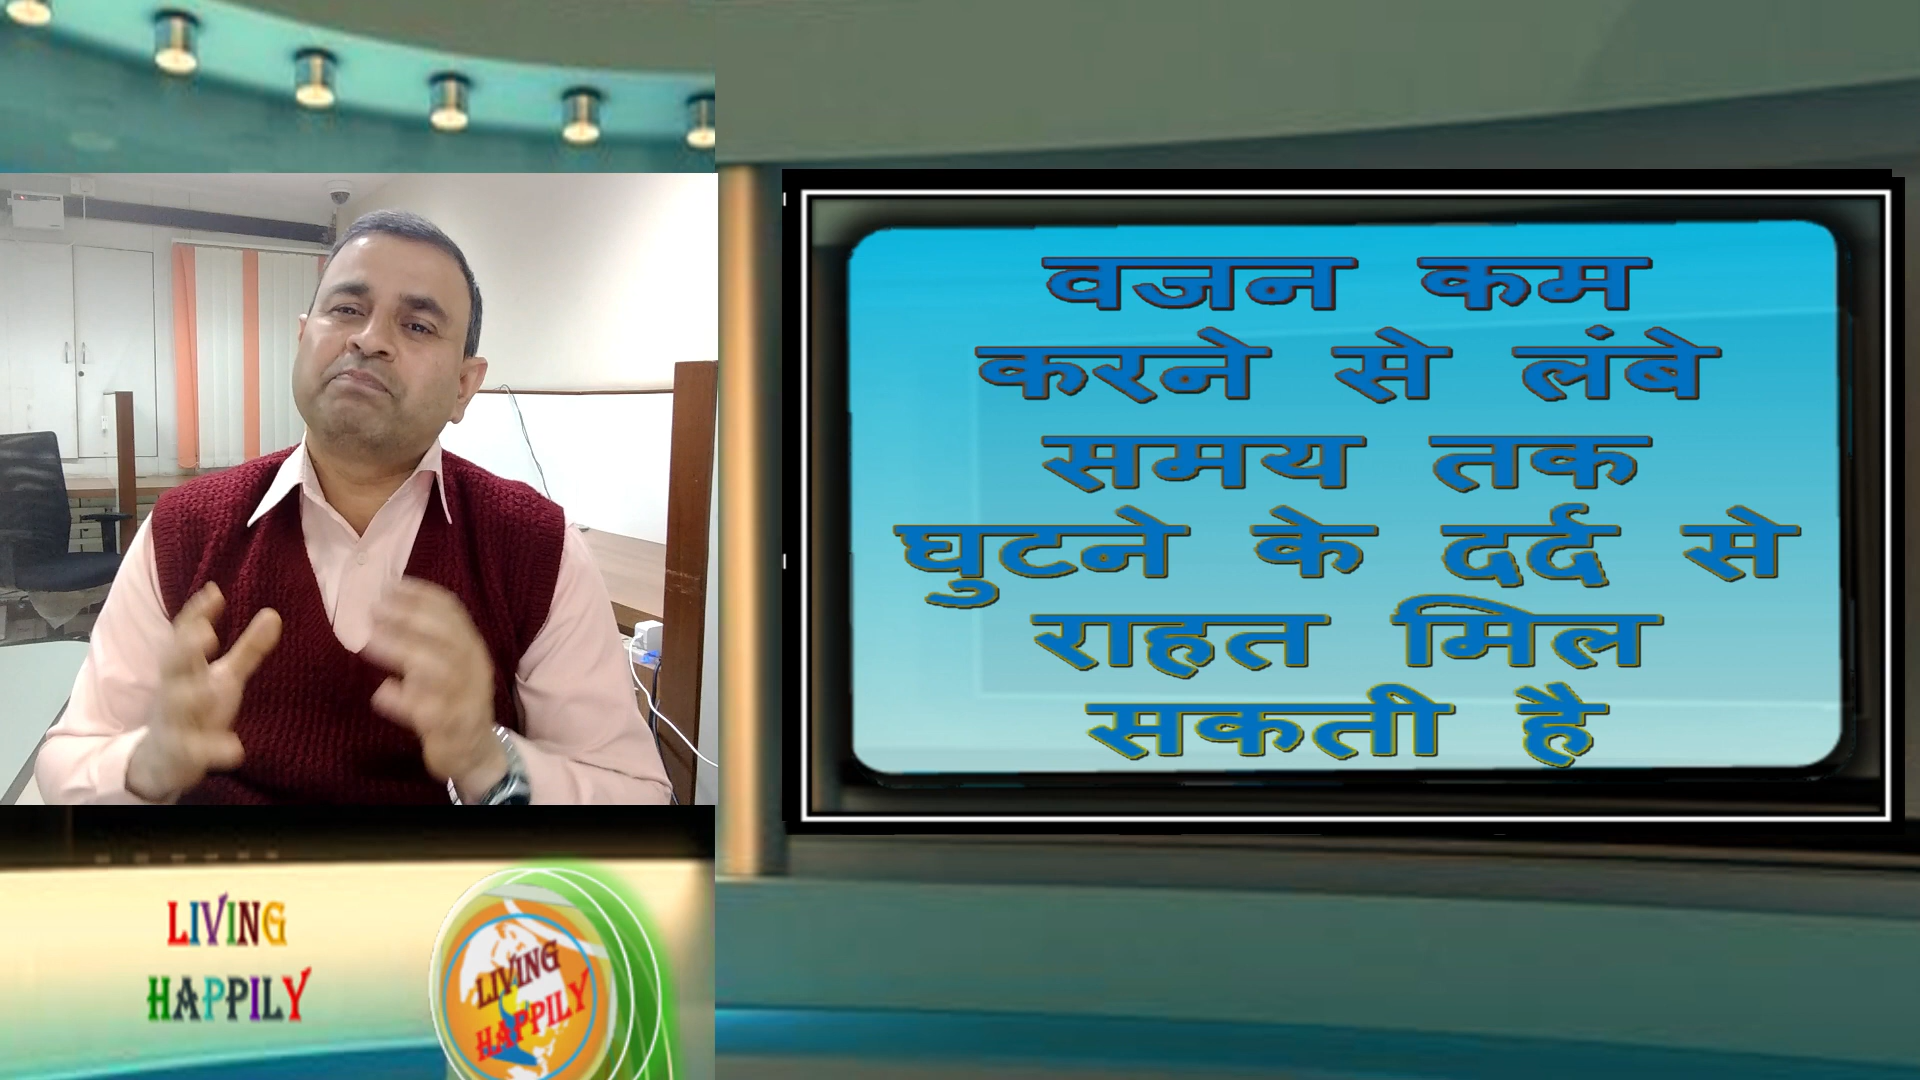 वजन कम
करने से लंबे
समय तक
घुटने के दर्द से
राहत मिल
सकती है
LIVING
HAPPILY
LIVING
HAPPILY